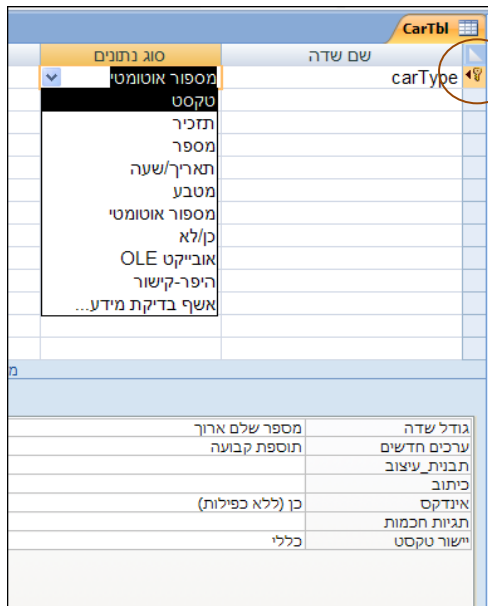 CarTbl
שם שדה סוג נתונים
carType מספור אוטומטי
טקסט
תזכיר
מספר
תאריך/שעה
מטבע
מספור אוטומטי
כן/לא
אובייקט OLE
היפר-קישור
אשף בדיקת מידע...
מ
גודל שדה מספר שלם ארוך
ערכים חדשים תוספת קבועה
תבנית_עיצוב
כיתוב
אינדקס כן (ללא כפילות)
תגיות חכמות
יישור טקסט כללי